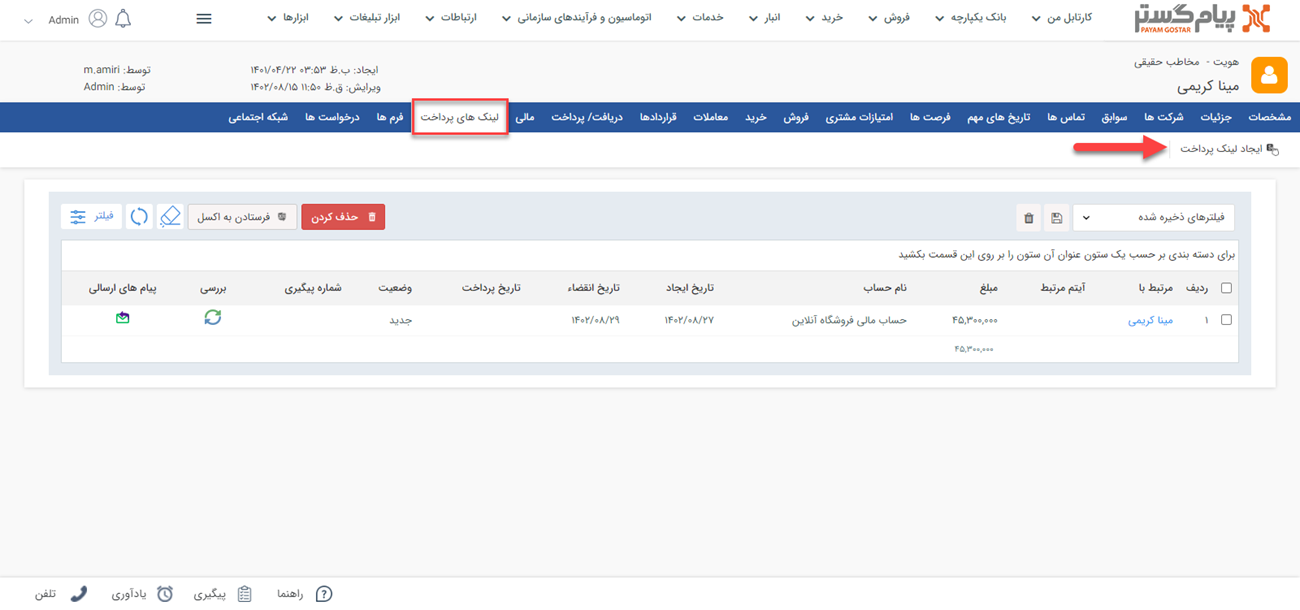 پیام گستر
PAYAM GOSTAR
کارتابل من بانک یکپارچه فروش خرید انبار خدمات اتوماسیون و فرآیندهای سازمانی ارتباطات ابزار تبلیغات ابزارها Admin
هویت - مخاطب حقیقی
مینا کریمی
ایجاد: ب.ظ ۰۳:۵۳ ۱۴۰۱/۰۴/۲۲ توسط: m.amiri
ویرایش: ق.ظ ۱۱:۵۰ ۱۴۰۲/۰۸/۱۵ توسط: Admin
مشخصات جزئیات شرکت ها سوابق تماس ها تاریخ های مهم فرصت ها امتیازات مشتری فروش خرید معاملات قراردادها دریافت/ پرداخت مالی لینک های پرداخت فرم ها درخواست ها شبکه اجتماعی
ایجاد لینک پرداخت
فیلترهای ذخیره شده حذف کردن فرستادن به اکسل فیلتر
برای دسته بندی بر حسب یک ستون عنوان آن ستون را بر روی این قسمت بکشید
ردیف مرتبط با آیتم مرتبط مبلغ نام حساب تاریخ ایجاد تاریخ انقضاء تاریخ پرداخت وضعیت شماره پیگیری بررسی پیام های ارسالی
۱ مینا کریمی ۴۵,۳۰۰,۰۰۰ حساب مالی فروشگاه آنلاین ۱۴۰۲/۰۸/۲۷ ۱۴۰۲/۰۸/۲۹ جدید
۴۵,۳۰۰,۰۰۰
راهنما پیگیری یادآوری تلفن